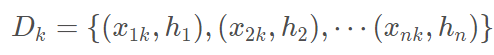 D_k = {(x_{1k}, h_1), (x_{2k}, h_2), ⋯ (x_{nk}, h_n)}